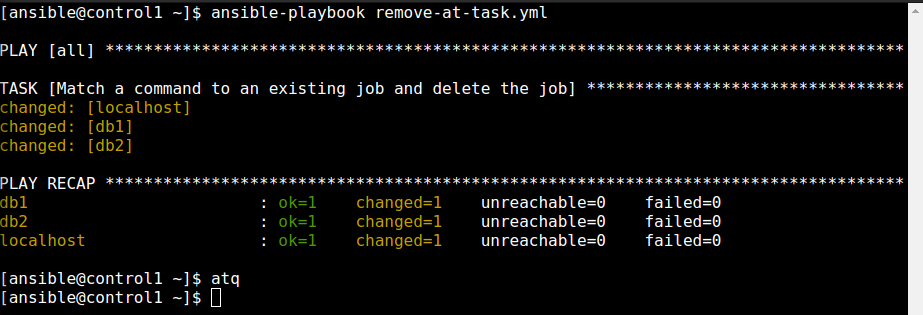 [ansible@control1 ~]$ ansible-playbook remove-at-task.yml
PLAY [all] ***********************************************************************************
TASK [Match a command to an existing job and delete the job] *********************************
changed: [localhost]
changed: [db1]
changed: [db2]
PLAY RECAP ***********************************************************************************
db1                        : ok=1    changed=1    unreachable=0    failed=0
db2                        : ok=1    changed=1    unreachable=0    failed=0
localhost                  : ok=1    changed=1    unreachable=0    failed=0
[ansible@control1 ~]$ atq
[ansible@control1 ~]$